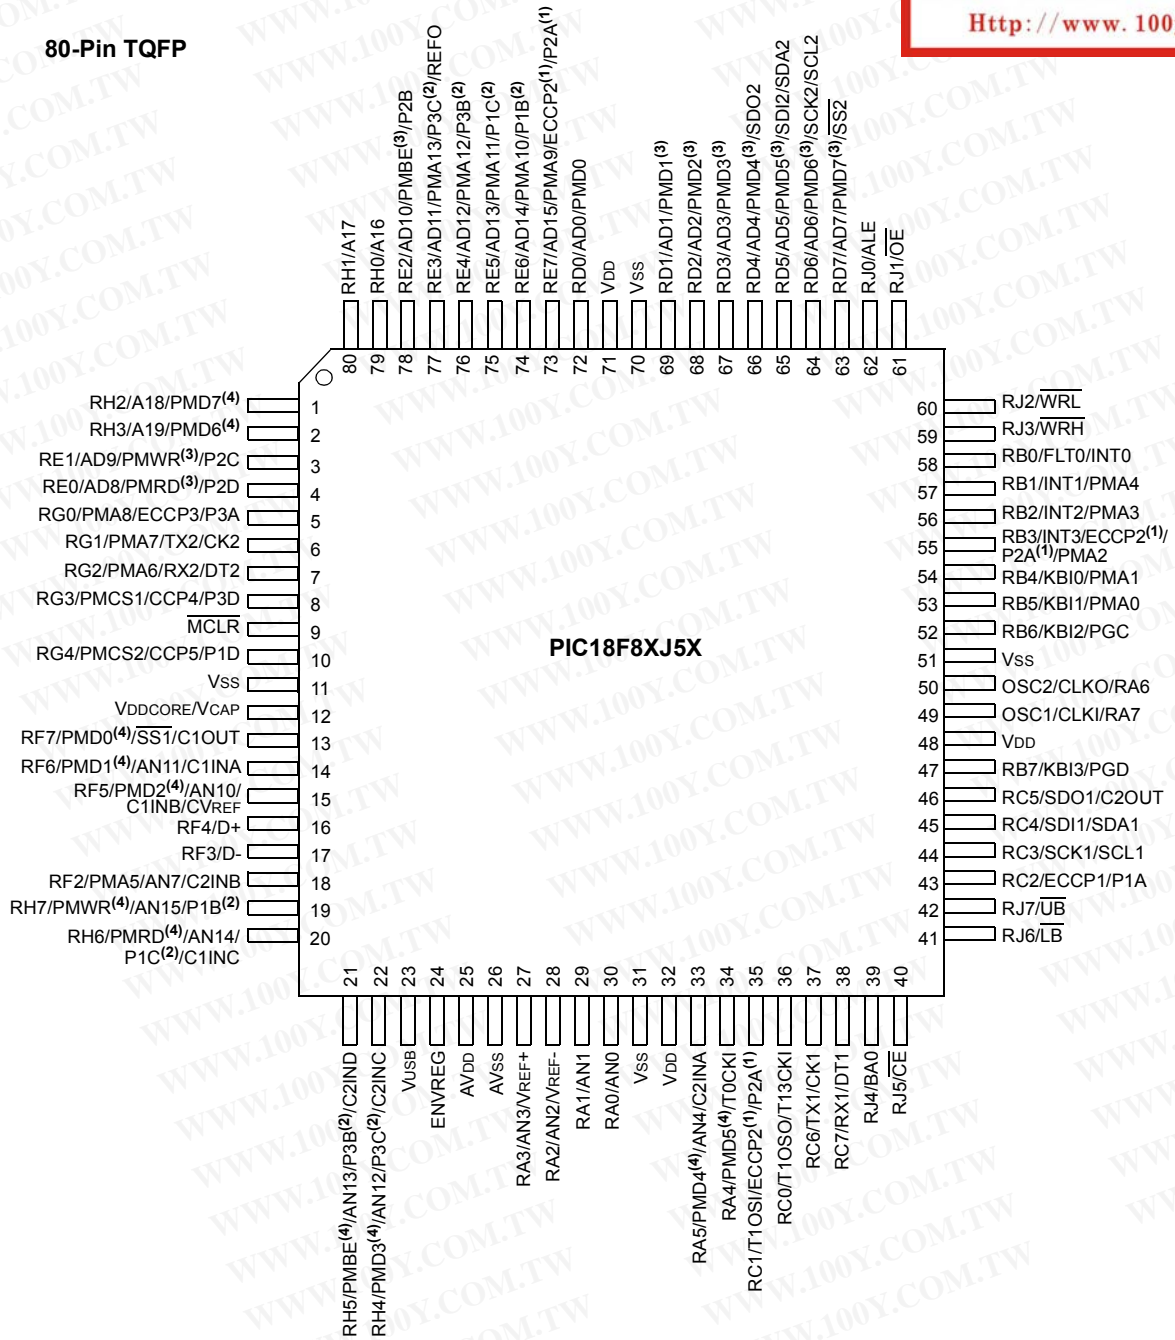 80-Pin TQFP
Http://www. 100
RH1/A17
RH0/A16
RE2/AD10/PMBE(3)/P2B
RE3/AD11/PMA13/P3C(2)/REFO
RE4/AD12/PMA12/P3B(2)
RE5/AD13/PMA11/P1C(2)
RE6/AD14/PMA10/P1B(2)
RE7/AD15/PMA9/ECCP2(1)/P2A(1)
RD0/AD0/PMD0
VDD
VSS
RD1/AD1/PMD1(3)
RD2/AD2/PMD2(3)
RD3/AD3/PMD3(3)
RD4/AD4/PMD4(3)/SDO2
RD5/AD5/PMD5(3)/SDI2/SDA2
RD6/AD6/PMD6(3)/SCK2/SCL2
RD7/AD7/PMD7(3)/SS2
RJ0/ALE
RJ1/OE
80 79 78 77 76 75 74 73 72 71 70 69 68 67 66 65 64 63 62 61
RH2/A18/PMD7(4) 1
RH3/A19/PMD6(4) 2
RE1/AD9/PMWR(3)/P2C 3
RE0/AD8/PMRD(3)/P2D 4
RG0/PMA8/ECCP3/P3A 5
RG1/PMA7/TX2/CK2 6
RG2/PMA6/RX2/DT2 7
RG3/PMCS1/CCP4/P3D 8
MCLR 9
RG4/PMCS2/CCP5/P1D 10
VSS 11
VDDCORE/VCAP 12
RF7/PMD0(4)/SS1/C1OUT 13
RF6/PMD1(4)/AN11/C1INA 14
RF5/PMD2(4)/AN10/
C1INB/CVREF 15
RF4/D+ 16
RF3/D- 17
RF2/PMA5/AN7/C2INB 18
RH7/PMWR(4)/AN15/P1B(2) 19
RH6/PMRD(4)/AN14/ 20
P1C(2)/C1INC
PIC18F8XJ5X
60 RJ2/WRL
59 RJ3/WRH
58 RB0/FLT0/INT0
57 RB1/INT1/PMA4
56 RB2/INT2/PMA3
55 RB3/INT3/ECCP2(1)/
P2A(1)/PMA2
54 RB4/KBI0/PMA1
53 RB5/KBI1/PMA0
52 RB6/KBI2/PGC
51 VSS
50 OSC2/CLKO/RA6
49 OSC1/CLKI/RA7
48 VDD
47 RB7/KBI3/PGD
46 RC5/SDO1/C2OUT
45 RC4/SDI1/SDA1
44 RC3/SCK1/SCL1
43 RC2/ECCP1/P1A
42 RJ7/UB
41 RJ6/LB
21 22 23 24 25 26 27 28 29 30 31 32 33 34 35 36 37 38 39 40
RH5/PMBE(4)/AN13/P3B(2)/C2IND
RH4/PMD3(4)/AN12/P3C(2)/C2INC
VUSB
ENVREG
AVDD
AVSS
RA3/AN3/VREF+
RA2/AN2/VREF-
RA1/AN1
RA0/AN0
VSS
VDD
RA5/PMD4(4)/AN4/C2INA
RA4/PMD5(4)/T0CKI
RC1/T1OSI/ECCP2(1)/P2A(1)
RC0/T1OSO/T13CKI
RC6/TX1/CK1
RC7/RX1/DT1
RJ4/BA0
RJ5/CE
WWW.100Y.COM.TW